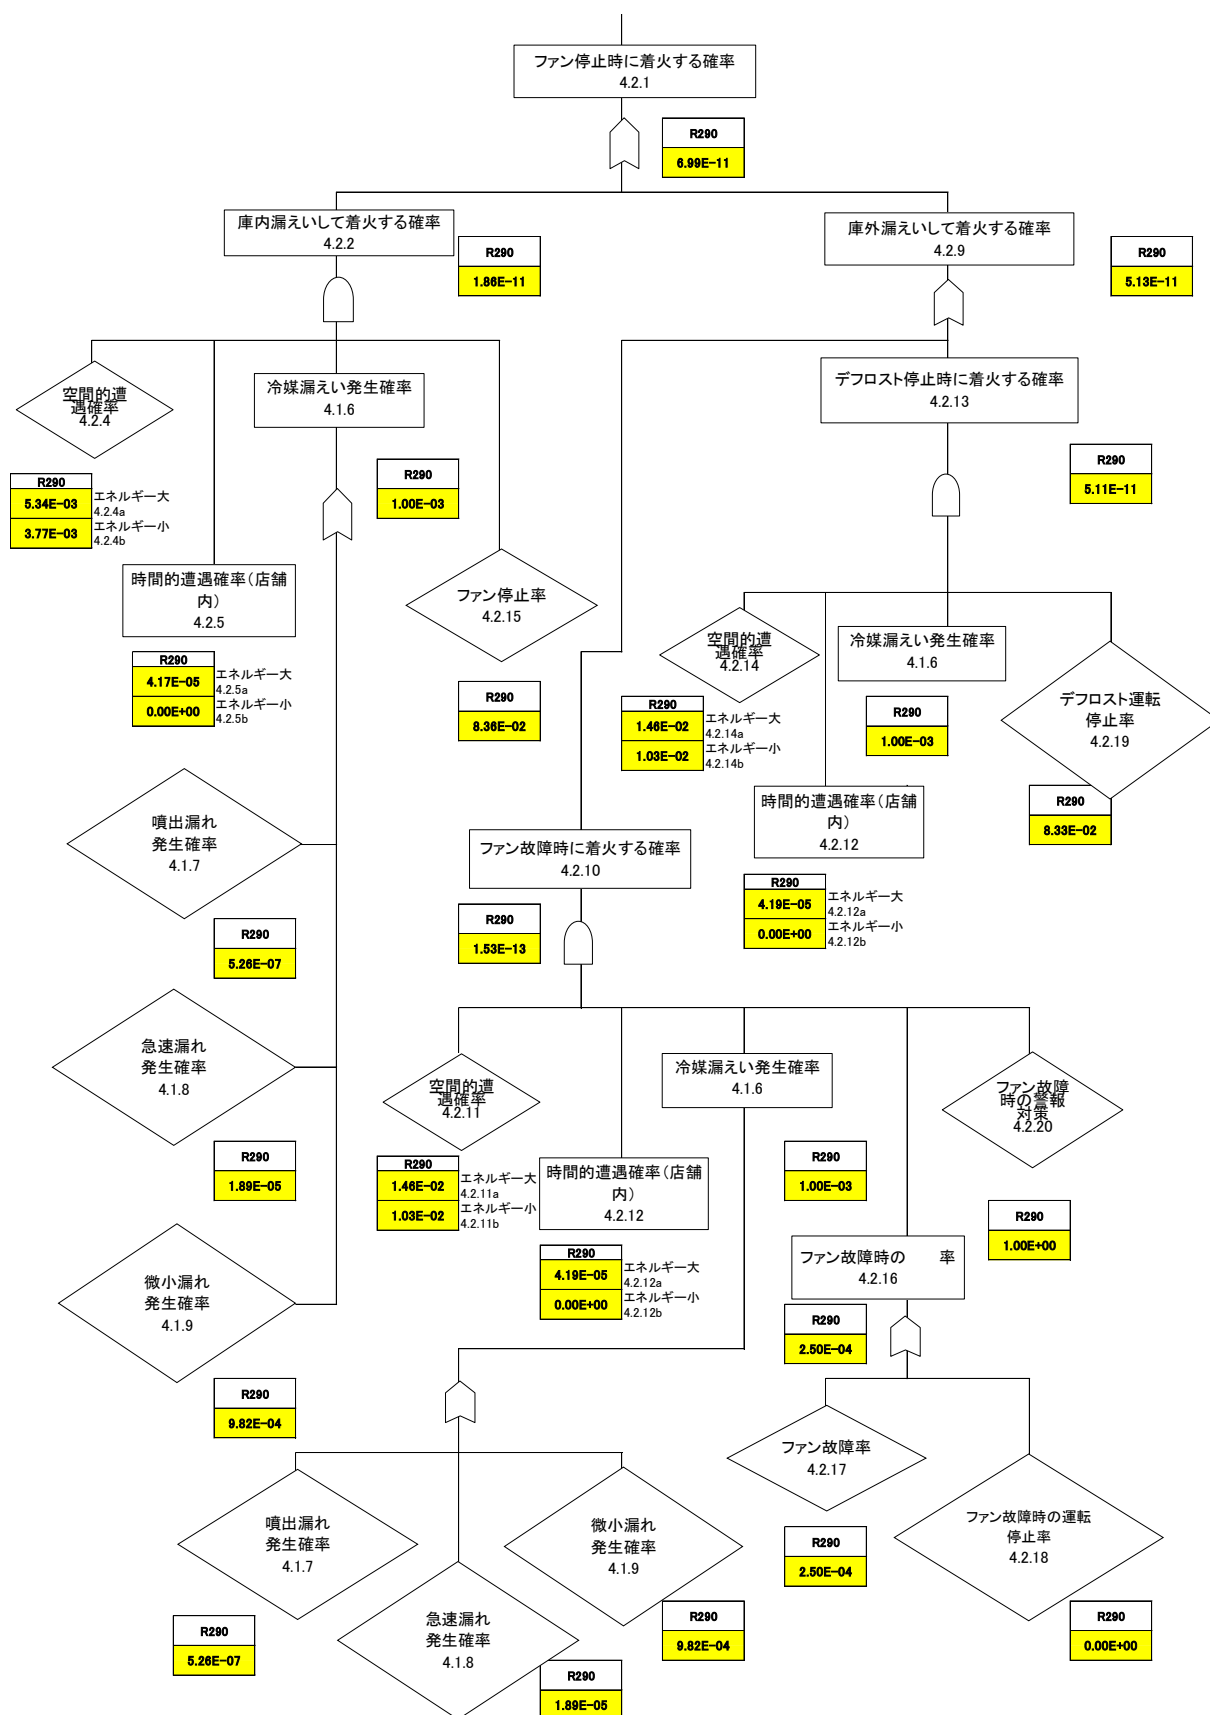 ファン停止時に着火する確率
4.2.1
R290
6.99E-11
庫内漏えいして着火する確率
4.2.2
R290
1.86E-11
庫外漏えいして着火する確率
4.2.9
R290
5.13E-11
空間的遭
遇確率
4.2.4
R290
5.34E-03
エネルギー大
4.2.4a
3.77E-03
エネルギー小
4.2.4b
冷媒漏えい発生確率
4.1.6
R290
1.00E-03
デフロスト停止時に着火する確率
4.2.13
R290
5.11E-11
時間的遭遇確率(店舗
内)
4.2.5
R290
4.17E-05
エネルギー大
4.2.5a
0.00E+00
エネルギー小
4.2.5b
ファン停止率
4.2.15
R290
8.36E-02
空間的遭
遇確率
4.2.14
R290
1.46E-02
エネルギー大
4.2.14a
1.03E-02
エネルギー小
4.2.14b
冷媒漏えい発生確率
4.1.6
R290
1.00E-03
デフロスト運転
停止率
4.2.19
R290
8.33E-02
時間的遭遇確率(店舗
内)
4.2.12
R290
4.19E-05
エネルギー大
4.2.12a
0.00E+00
エネルギー小
4.2.12b
噴出漏れ
発生確率
4.1.7
R290
5.26E-07
ファン故障時に着火する確率
4.2.10
R290
1.53E-13
急速漏れ
発生確率
4.1.8
R290
1.89E-05
空間的遭
遇確率
4.2.11
R290
1.46E-02
エネルギー大
4.2.11a
1.03E-02
エネルギー小
4.2.11b
時間的遭遇確率(店舗
内)
4.2.12
R290
4.19E-05
エネルギー大
4.2.12a
0.00E+00
エネルギー小
4.2.12b
冷媒漏えい発生確率
4.1.6
R290
1.00E-03
ファン故障
時の警報
対策
4.2.20
R290
1.00E+00
ファン故障時の 率
4.2.16
R290
2.50E-04
微小漏れ
発生確率
4.1.9
R290
9.82E-04
ファン故障率
4.2.17
R290
2.50E-04
ファン故障時の運転
停止率
4.2.18
R290
0.00E+00
噴出漏れ
発生確率
4.1.7
R290
5.26E-07
急速漏れ
発生確率
4.1.8
R290
1.89E-05
微小漏れ
発生確率
4.1.9
R290
9.82E-04